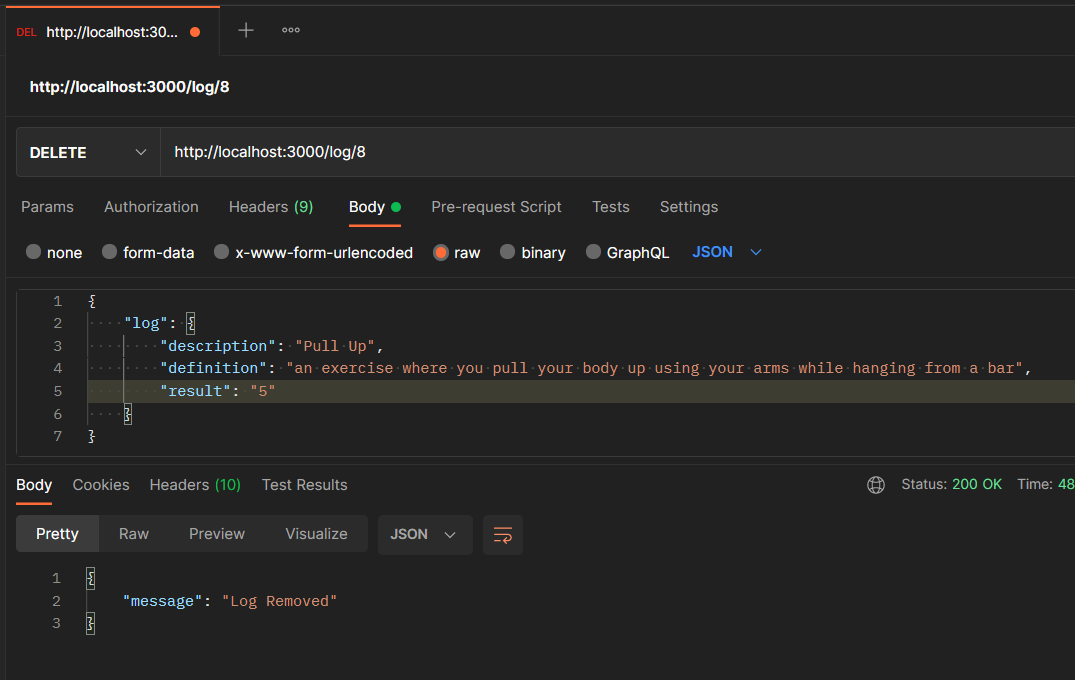 DEL http://localhost:30...
http://localhost:3000/log/8
DELETE http://localhost:3000/log/8
Params Authorization Headers (9) Body Pre-request Script Tests Settings
none form-data x-www-form-urlencoded raw binary GraphQL JSON
1 {
2 "log": {
3 "description": "Pull Up",
4 "definition": "an exercise where you pull your body up using your arms while hanging from a bar",
5 "result": "5"
6 }
7 }
Body Cookies Headers (10) Test Results Status: 200 OK Time: 48
Pretty Raw Preview Visualize JSON
1 {
2 "message": "Log Removed"
3 }